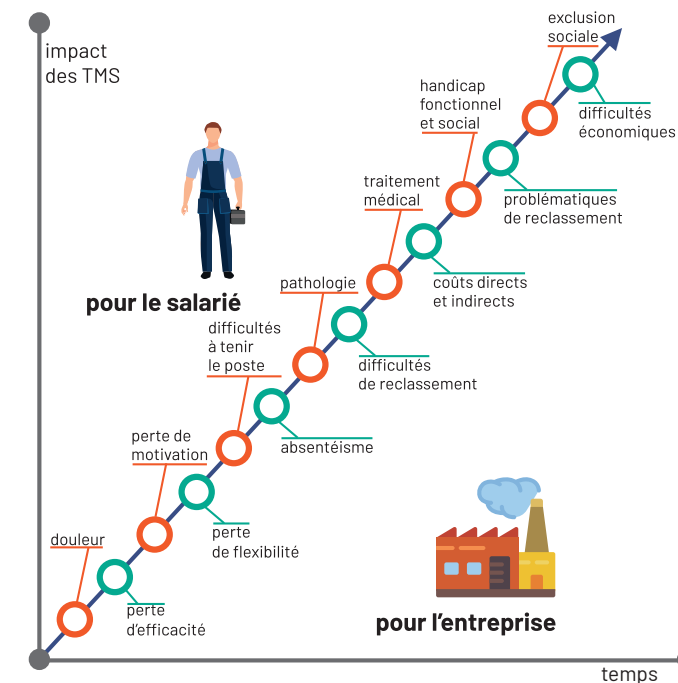 impact
des TMS
exclusion
sociale
difficultés
économiques
handicap
fonctionnel
et social
problématiques
de reclassement
traitement
médical
coûts directs
et indirects
pathologie
difficultés
de reclassement
pour le salarié
difficultés
à tenir
le poste
absentéisme
perte de
motivation
perte
de flexibilité
douleur
perte
d'efficacité
pour l'entreprise
temps